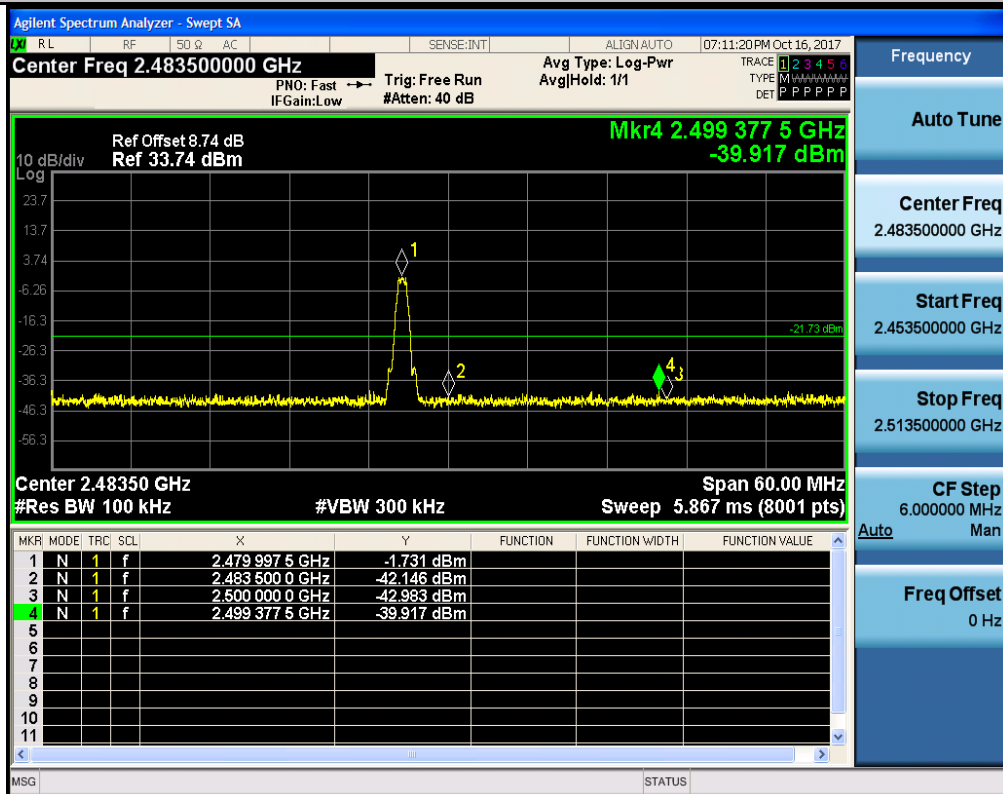 Agilent Spectrum Analyzer - Swept SA
LXI RL RF 50 Ω AC SENSE:INT ALIGN AUTO 07:11:20 PM Oct 16, 2017
Center Freq 2.483500000 GHz
PNO: Fast
IFGain:Low
Trig: Free Run
#Atten: 40 dB
Avg Type: Log-Pwr
Avg|Hold: 1/1
TRACE 1 2 3 4 5 6
TYPE M
DET P P P P P P
Ref Offset 8.74 dB
10 dB/div Ref 33.74 dBm
Log
Mkr4 2.499 377 5 GHz
-39.917 dBm
23.7
13.7
3.74
-6.26
-16.3
-26.3
-36.3
-46.3
-56.3
1
2
4
3
-21.73 dBm
Center 2.48350 GHz Span 60.00 MHz
#Res BW 100 kHz #VBW 300 kHz Sweep 5.867 ms (8001 pts)
MKR MODE TRC SCL X Y FUNCTION FUNCTION WIDTH FUNCTION VALUE
1 N 1 f 2.479 997 5 GHz -1.731 dBm
2 N 1 f 2.483 500 0 GHz -42.146 dBm
3 N 1 f 2.500 000 0 GHz -42.983 dBm
4 N 1 f 2.499 377 5 GHz -39.917 dBm
5
6
7
8
9
10
11
MSG STATUS
Frequency
Auto Tune
Center Freq
2.483500000 GHz
Start Freq
2.453500000 GHz
Stop Freq
2.513500000 GHz
CF Step
6.000000 MHz
Auto Man
Freq Offset
0 Hz